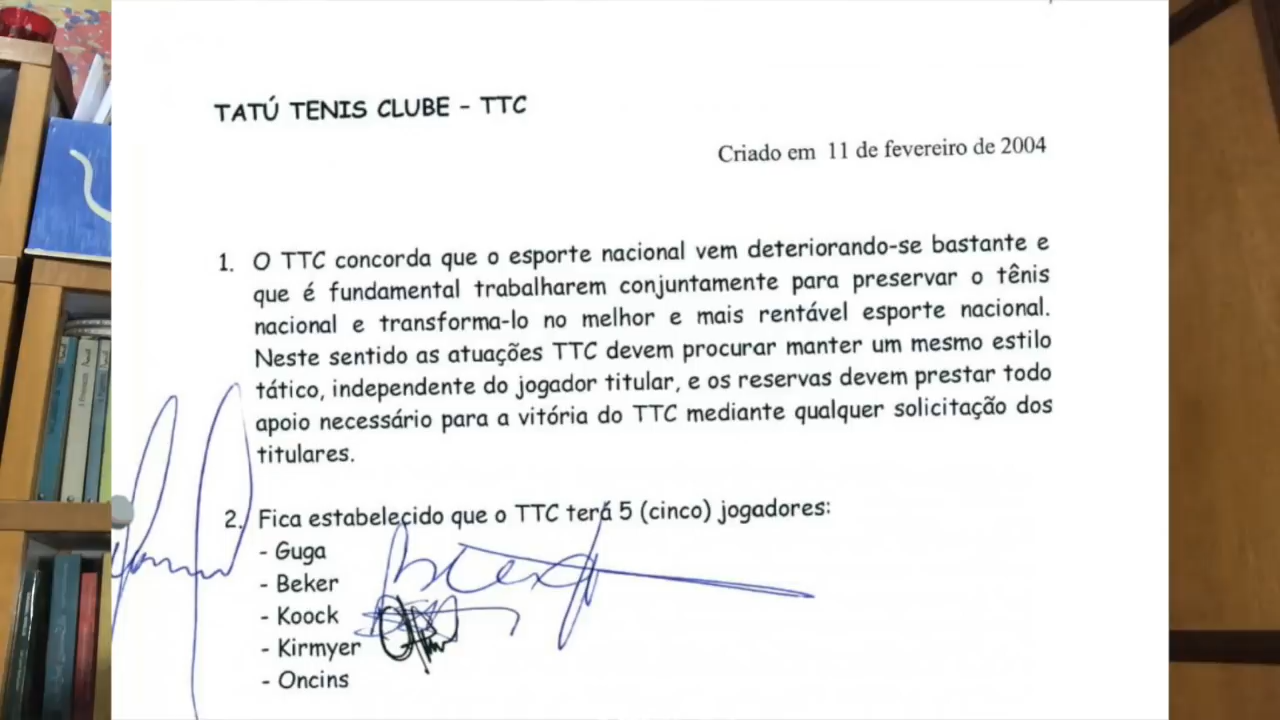 TATÚ TENIS CLUBE - TTC
Criado em 11 de fevereiro de 2004
1. O TTC concorda que o esporte nacional vem deteriorando-se bastante e
que é fundamental trabalharem conjuntamente para preservar o tênis
nacional e transforma-lo no melhor e mais rentável esporte nacional.
Neste sentido as atuações TTC devem procurar manter um mesmo estilo
tático, independente do jogador titular, e os reservas devem prestar todo
apoio necessário para a vitória do TTC mediante qualquer solicitação dos
titulares.
2. Fica estabelecido que o TTC terá 5 (cinco) jogadores:
- Guga
- Beker
- Koock
- Kirmyer
- Oncins